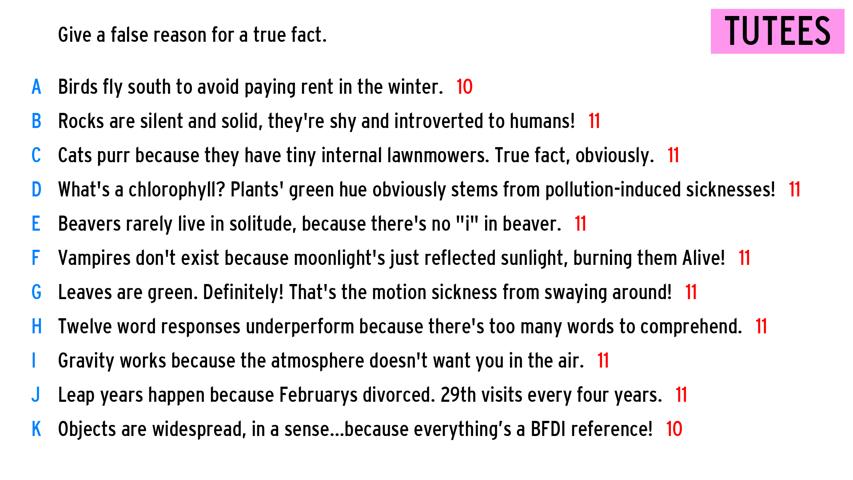 Give a false reason for a true fact.
TUTEES
A Birds fly south to avoid paying rent in the winter. 10
B Rocks are silent and solid, they're shy and introverted to humans! 11
C Cats purr because they have tiny internal lawnmowers. True fact, obviously. 11
D What's a chlorophyll? Plants' green hue obviously stems from pollution-induced sicknesses! 11
E Beavers rarely live in solitude, because there's no "i" in beaver. 11
F Vampires don't exist because moonlight's just reflected sunlight, burning them Alive! 11
G Leaves are green. Definitely! That's the motion sickness from swaying around! 11
H Twelve word responses underperform because there's too many words to comprehend. 11
I Gravity works because the atmosphere doesn't want you in the air. 11
J Leap years happen because Februarys divorced. 29th visits every four years. 11
K Objects are widespread, in a sense...because everything’s a BFDI reference! 10